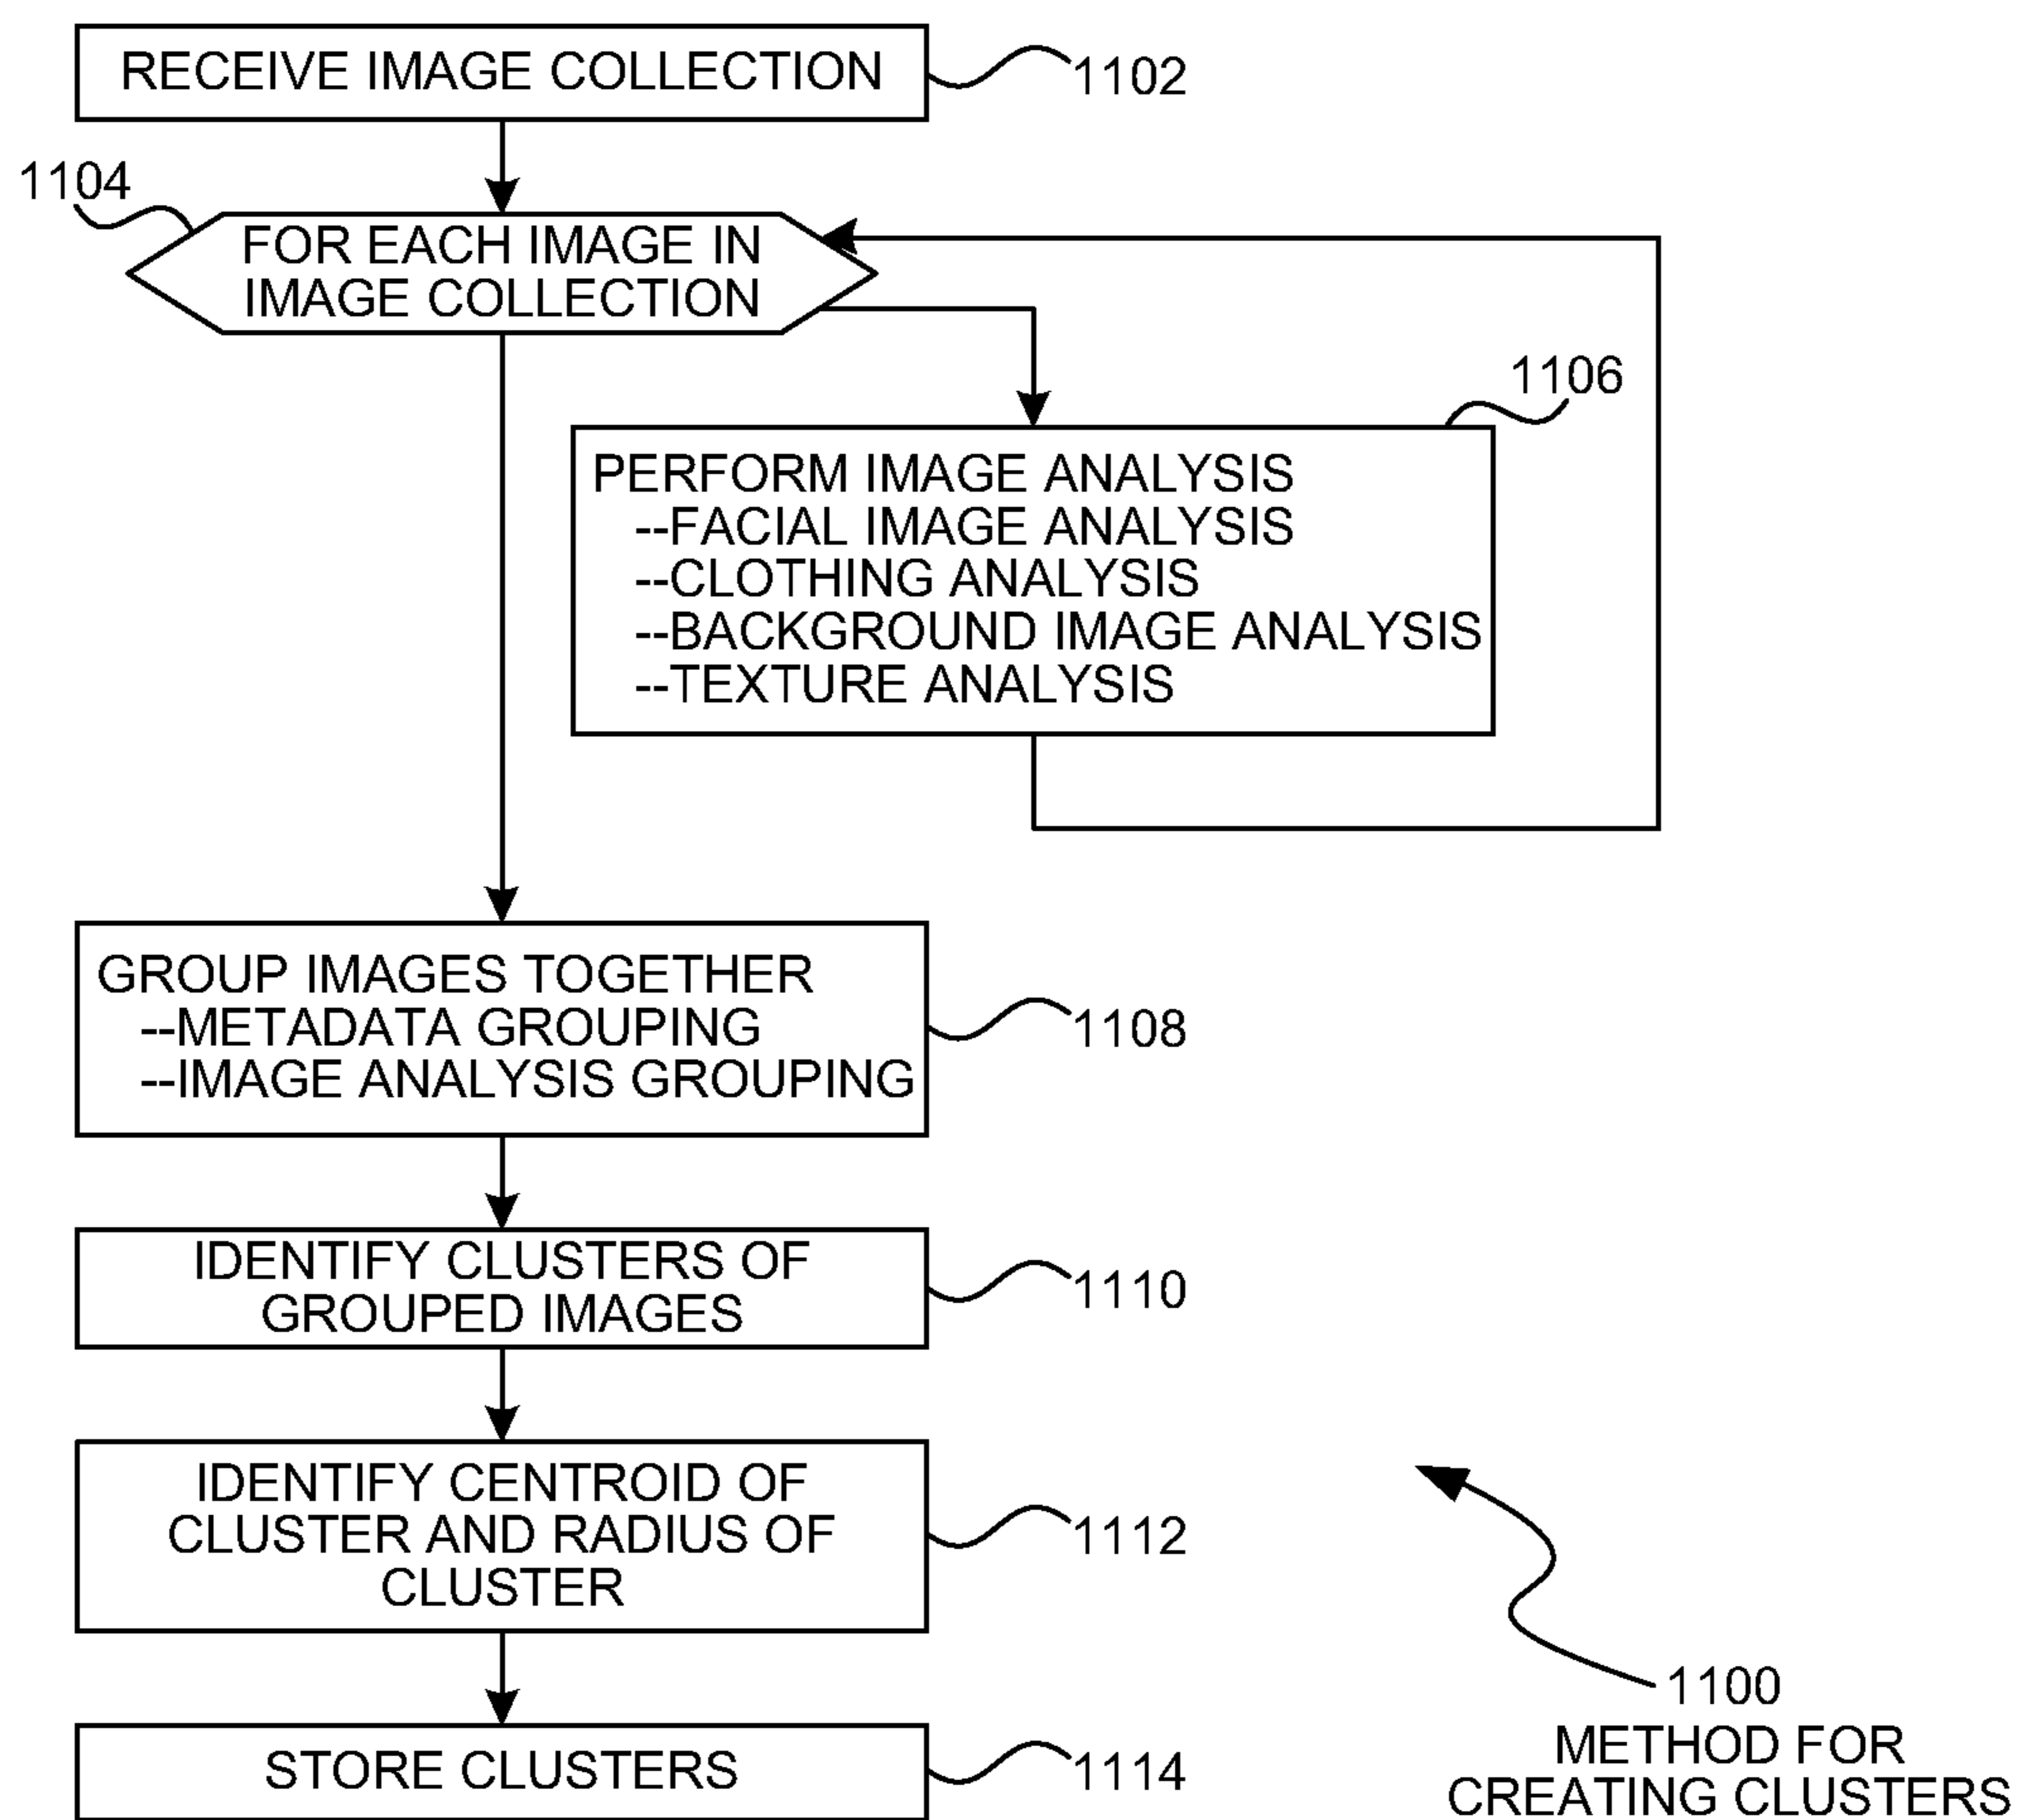 RECEIVE IMAGE COLLECTION
1102
1104
FOR EACH IMAGE IN
IMAGE COLLECTION
1106
PERFORM IMAGE ANALYSIS
--FACIAL IMAGE ANALYSIS
--CLOTHING ANALYSIS
--BACKGROUND IMAGE ANALYSIS
--TEXTURE ANALYSIS
GROUP IMAGES TOGETHER
--METADATA GROUPING
--IMAGE ANALYSIS GROUPING
1108
IDENTIFY CLUSTERS OF
GROUPED IMAGES
1110
IDENTIFY CENTROID OF
CLUSTER AND RADIUS OF
CLUSTER
1112
STORE CLUSTERS
1114
1100
METHOD FOR
CREATING CLUSTERS